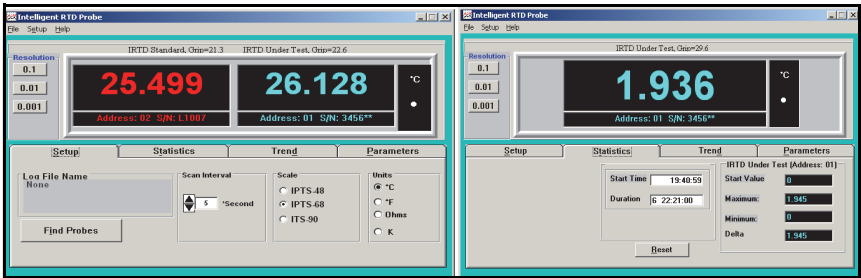 Intelligent RTD Probe
File Setup Help
IRTD Standard, Grip=21.3 IRTD Under Test, Grip=22.6
Resolution
0.1
0.01
0.001
25.499
Address: 02 S/N: L1007
26.128
Address: 01 S/N: 3456**
°C
Setup Statistics Trend Parameters
Log File Name
None
Find Probes
Scan Interval
5 *Second
Scale
IPTS-48
IPTS-68
ITS-90
Units
°C
°F
Ohms
K
Intelligent RTD Probe
File Setup Help
IRTD Under Test, Grip=29.6
Resolution
0.1
0.01
0.001
1.936
Address: 01 S/N: 3456**
°C
Setup Statistics Trend Parameters
Start Time 19:40:59
Duration 6 22:21:00
Reset
IRTD Under Test (Address: 01)
Start Value 0
Maximum: 1.945
Minimum: 0
Delta 1.945